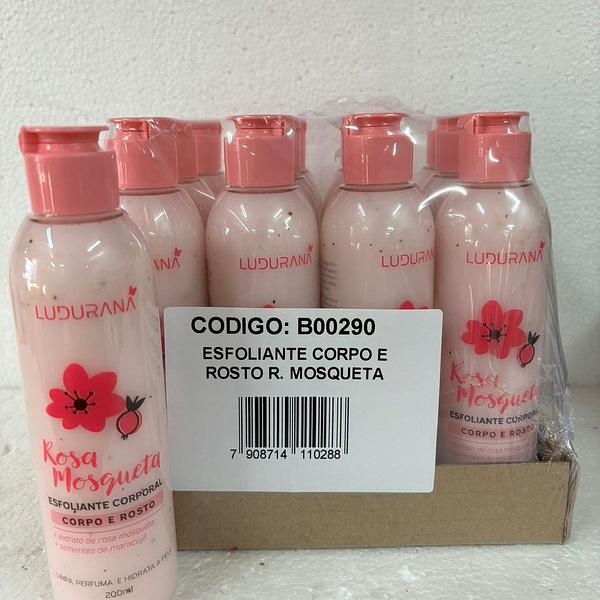 LUDURANA
Rosa
Mosqueta
ESFOLIANTE CORPORAL
CORPO E ROSTO
+ extrato de rosa mosqueta
+ sementes de maracujá
LIMPA, PERFUMA E HIDRATA A PELE
200ml
LUDURANA
LUDURANA
CODIGO: B00290
ESFOLIANTE CORPO E
ROSTO R. MOSQUETA
7 908714 110288
LUDURANA
Rosa
Mosqueta
ESFOLIANTE CORPORAL
CORPO E ROSTO